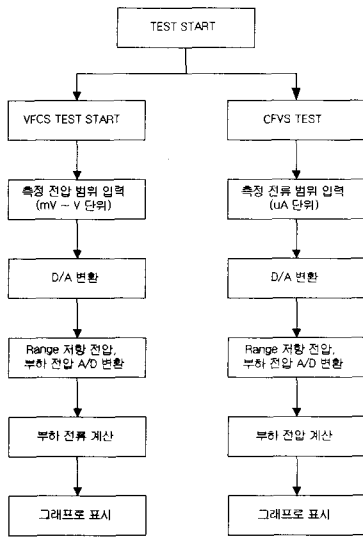 TEST START
VFCS TEST START
측정 전압 범위 입력
(mV ~ V 단위)
D/A 변환
Range 저항 전압,
부하 전압 A/D 변환
부하 전류 계산
그래프로 표시
CFVS TEST
측정 전류 범위 입력
(uA 단위)
D/A 변환
Range 저항 전압,
부하 전압 A/D 변환
부하 전압 계산
그래프로 표시